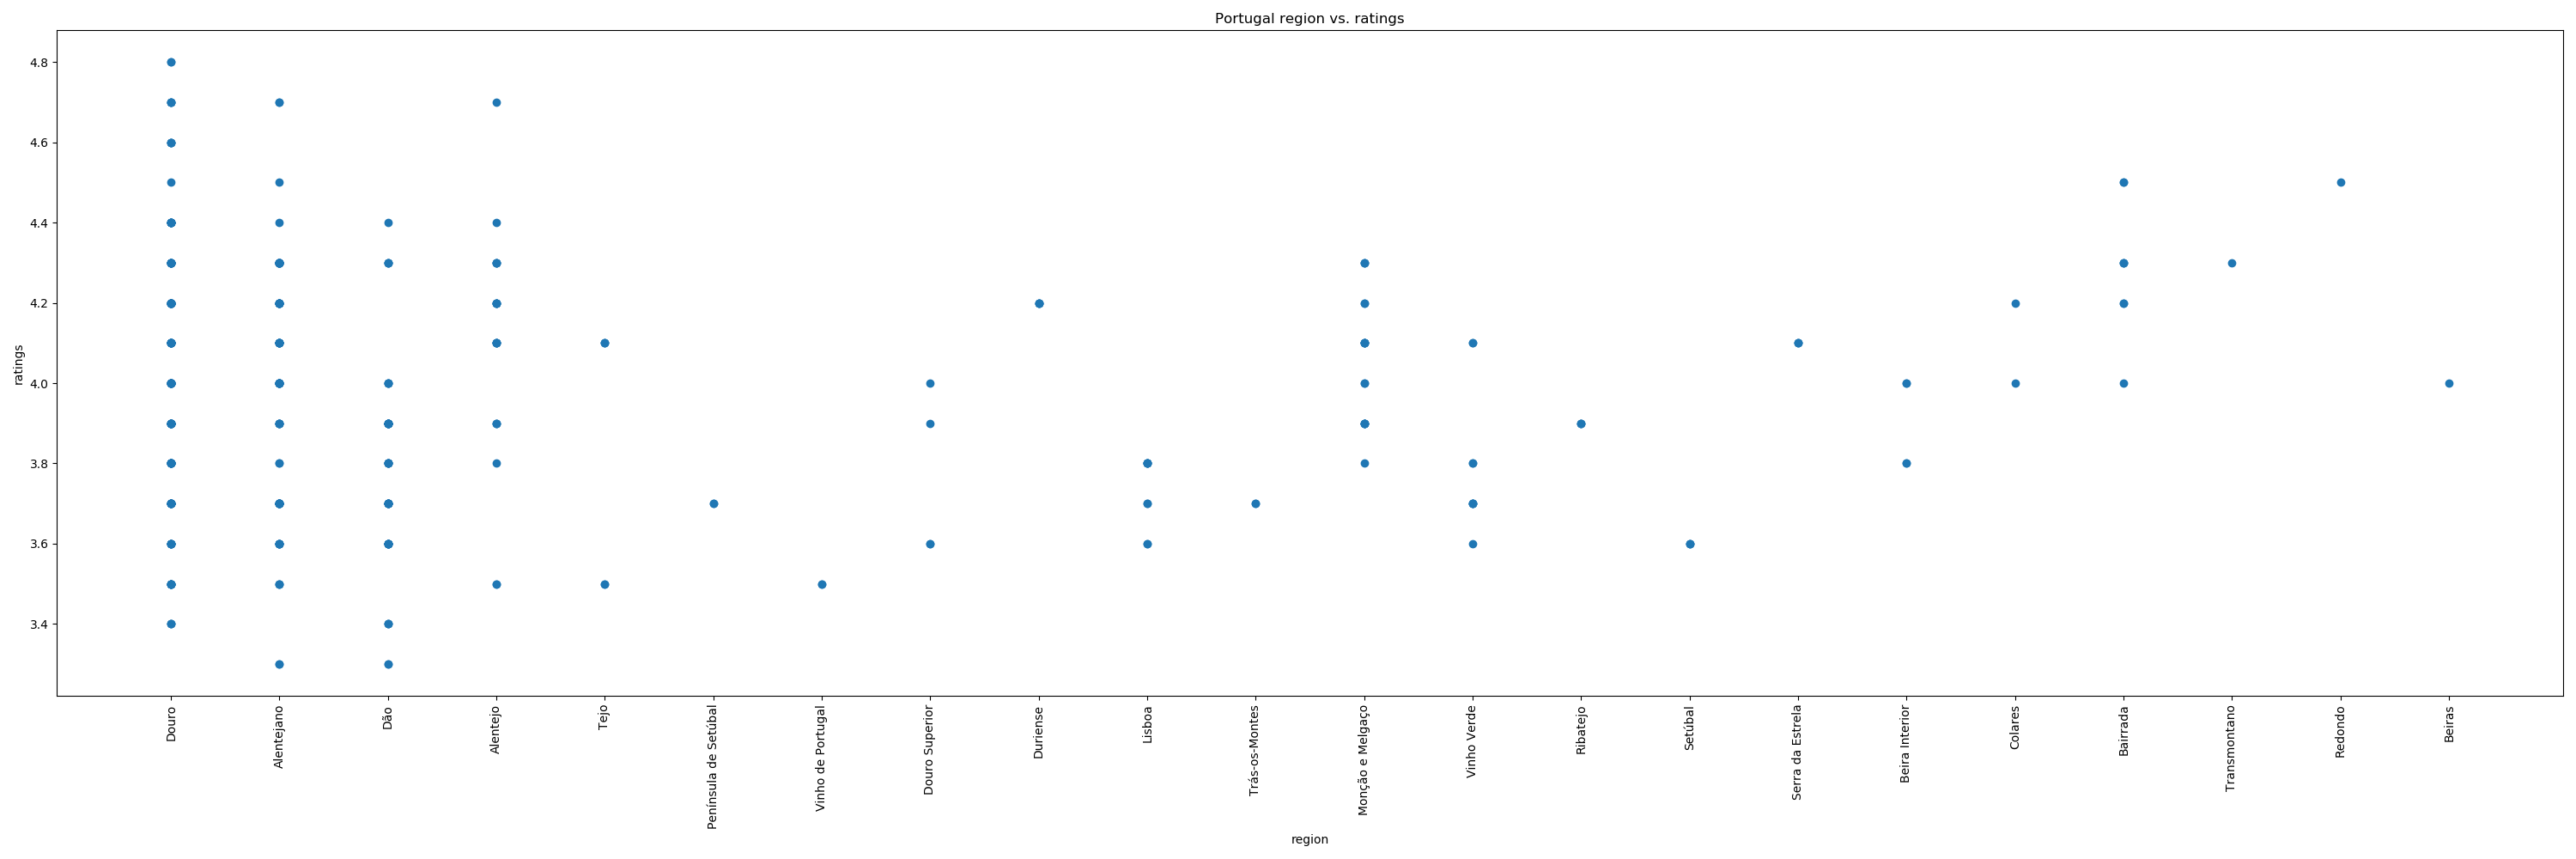 Portugal region vs. ratings
ratings
4.8
4.6
4.4
4.2
4.0
3.8
3.6
3.4
Douro
Alentejano
Dão
Alentejo
Tejo
Península de Setúbal
Vinho de Portugal
Douro Superior
Duriense
Lisboa
Trás-os-Montes
Monção e Melgaço
Vinho Verde
Ribatejo
Setúbal
Serra da Estrela
Beira Interior
Colares
Bairrada
Transmontano
Redondo
Beiras
region